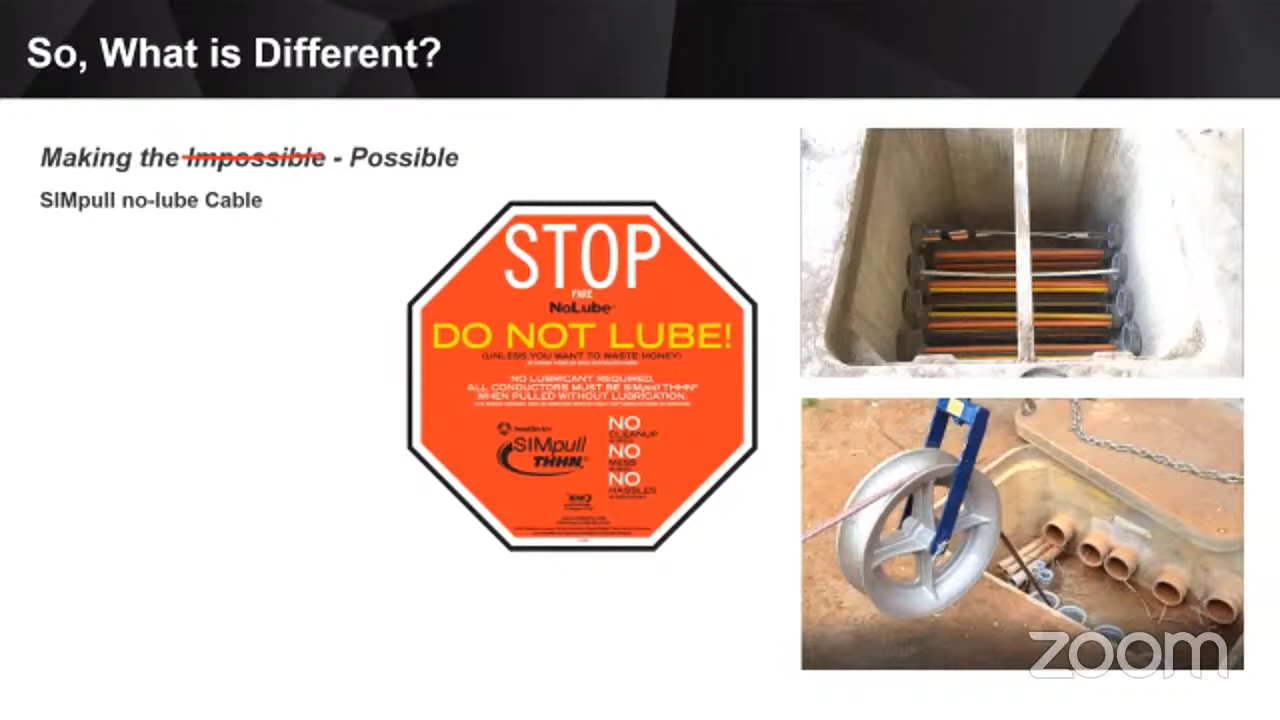 So, What is Different?
Making the Impossible - Possible
SIMpull no-lube Cable
STOP
NoLube
DO NOT LUBE!
(UNLESS YOU WANT TO WASTE MONEY)
NO LUBRICANT REQUIRED.
ALL CONDUCTORS MUST BE SIMpull THHN®
WHEN PULLED WITHOUT LUBRICATION.
Southwire
SIMpull
THHN®
NO
CLEANUP
NO
MESS
NO
HASSLES
zoom